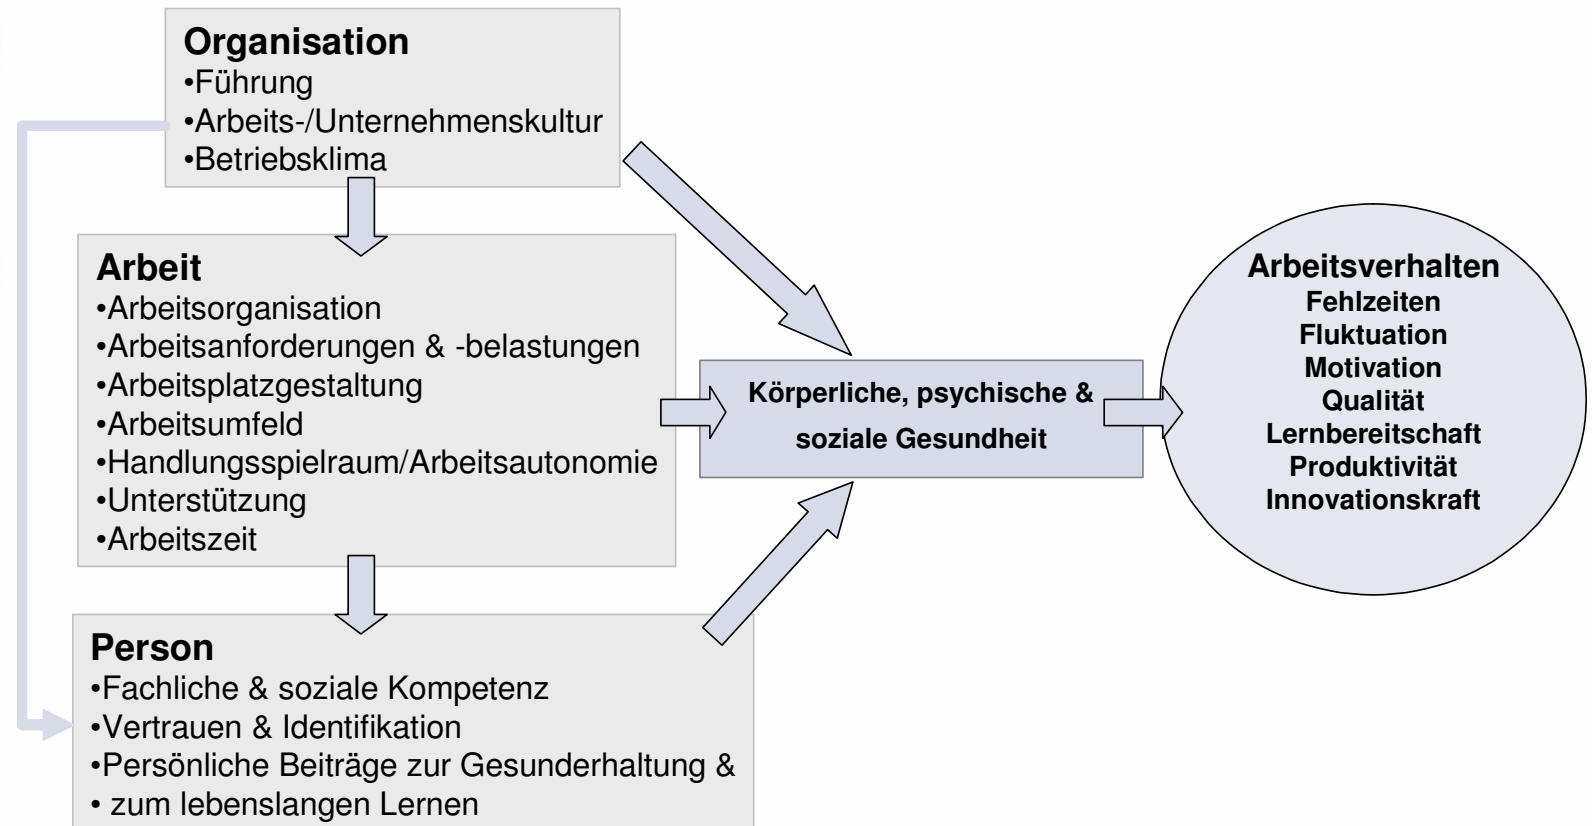 Organisation
•Führung
•Arbeits-/Unternehmenskultur
•Betriebsklima
Arbeit
•Arbeitsorganisation
•Arbeitsanforderungen & -belastungen
•Arbeitsplatzgestaltung
•Arbeitsumfeld
•Handlungsspielraum/Arbeitsautonomie
•Unterstützung
•Arbeitszeit
Person
•Fachliche & soziale Kompetenz
•Vertrauen & Identifikation
•Persönliche Beiträge zur Gesunderhaltung &
• zum lebenslangen Lernen
Körperliche, psychische &
soziale Gesundheit
Arbeitsverhalten
Fehlzeiten
Fluktuation
Motivation
Qualität
Lernbereitschaft
Produktivität
Innovationskraft